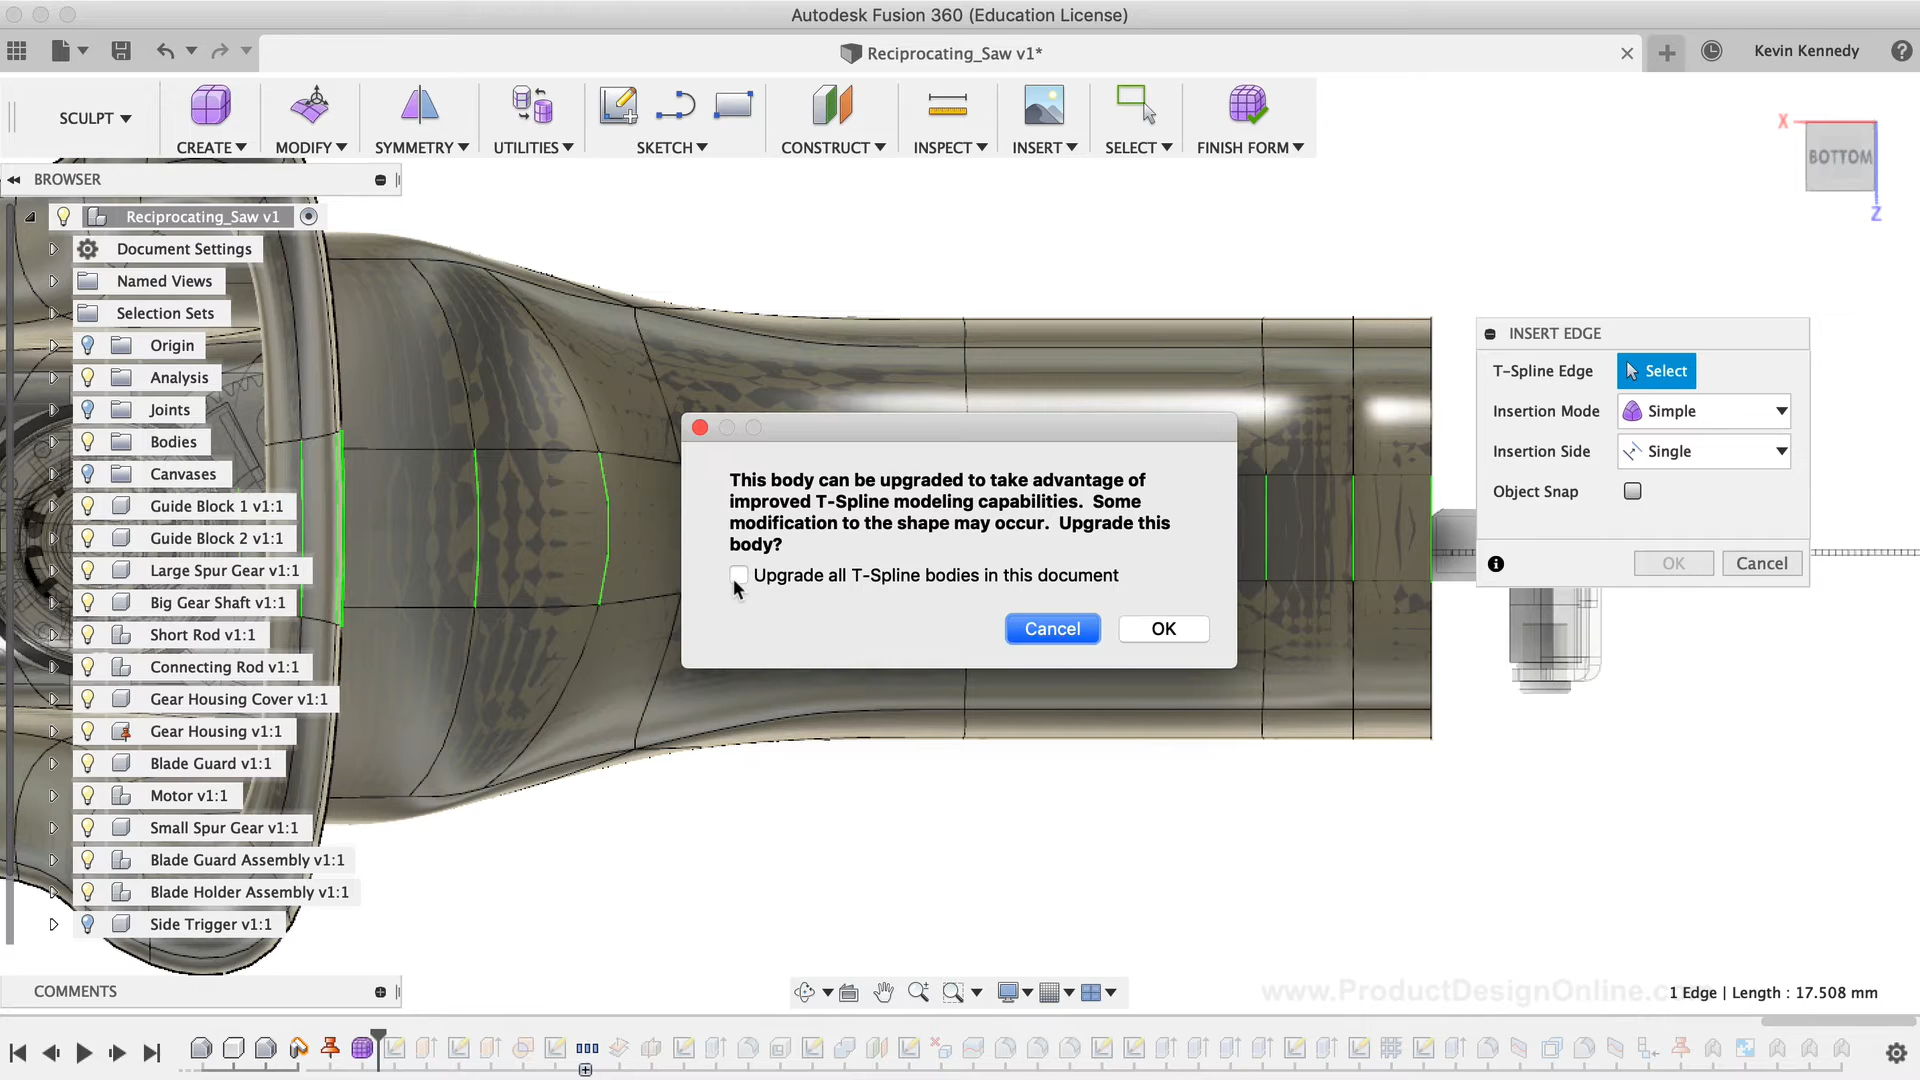 Autodesk Fusion 360 (Education License)
Reciprocating_Saw v1*
Kevin Kennedy
SCULPT
CREATE
MODIFY
SYMMETRY
UTILITIES
SKETCH
CONSTRUCT
INSPECT
INSERT
SELECT
FINISH FORM
X
BOTTOM
Z
BROWSER
Reciprocating_Saw v1
Document Settings
Named Views
Selection Sets
Origin
Analysis
Joints
Bodies
Canvases
Guide Block 1 v1:1
Guide Block 2 v1:1
Large Spur Gear v1:1
Big Gear Shaft v1:1
Short Rod v1:1
Connecting Rod v1:1
Gear Housing Cover v1:1
Gear Housing v1:1
Blade Guard v1:1
Motor v1:1
Small Spur Gear v1:1
Blade Guard Assembly v1:1
Blade Holder Assembly v1:1
Side Trigger v1:1
INSERT EDGE
T-Spline Edge
Select
Insertion Mode
Simple
Insertion Side
Single
Object Snap
OK
Cancel
This body can be upgraded to take advantage of
improved T-Spline modeling capabilities. Some
modification to the shape may occur. Upgrade this
body?
Upgrade all T-Spline bodies in this document
Cancel
OK
COMMENTS
1 Edge | Length : 17.508 mm